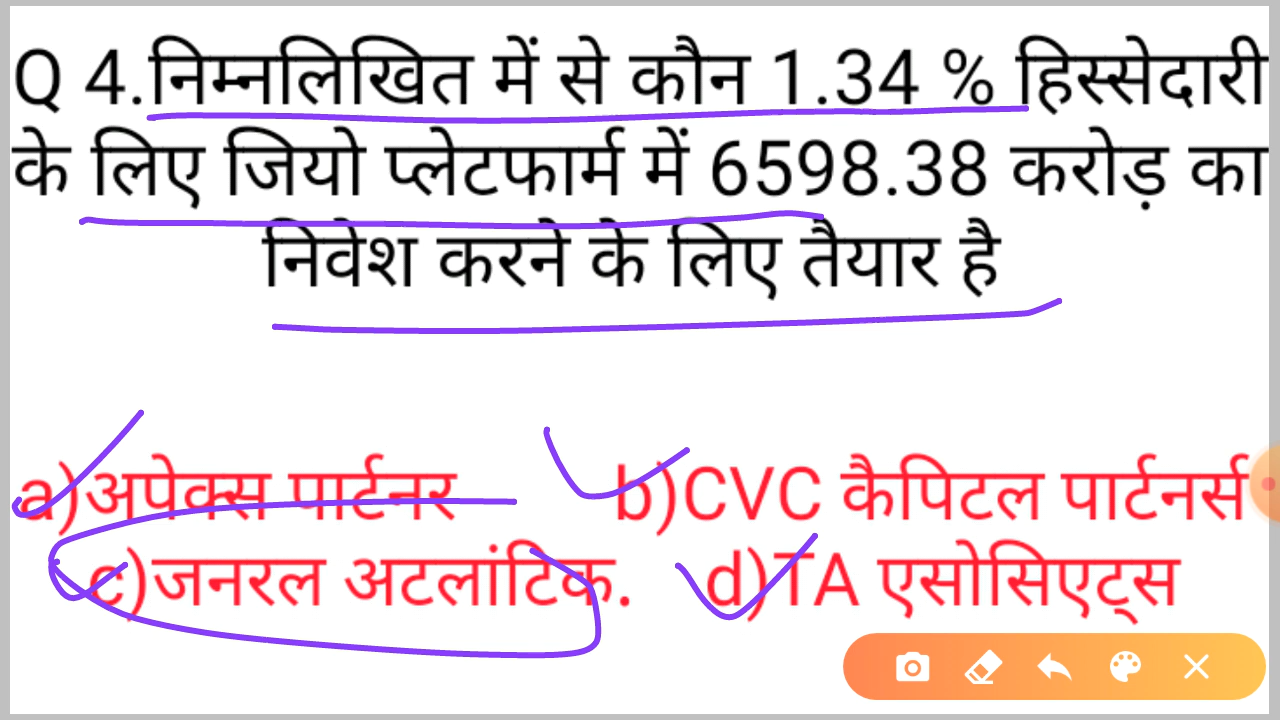 Q 4.निम्नलिखित में से कौन 1.34 % हिस्सेदारी
के लिए जियो प्लेटफार्म में 6598.38 करोड़ का
निवेश करने के लिए तैयार है
a)अपेक्स पार्टनर b)CVC कैपिटल पार्टनर्स
c)जनरल अटलांटिक. d)TA एसोसिएट्स